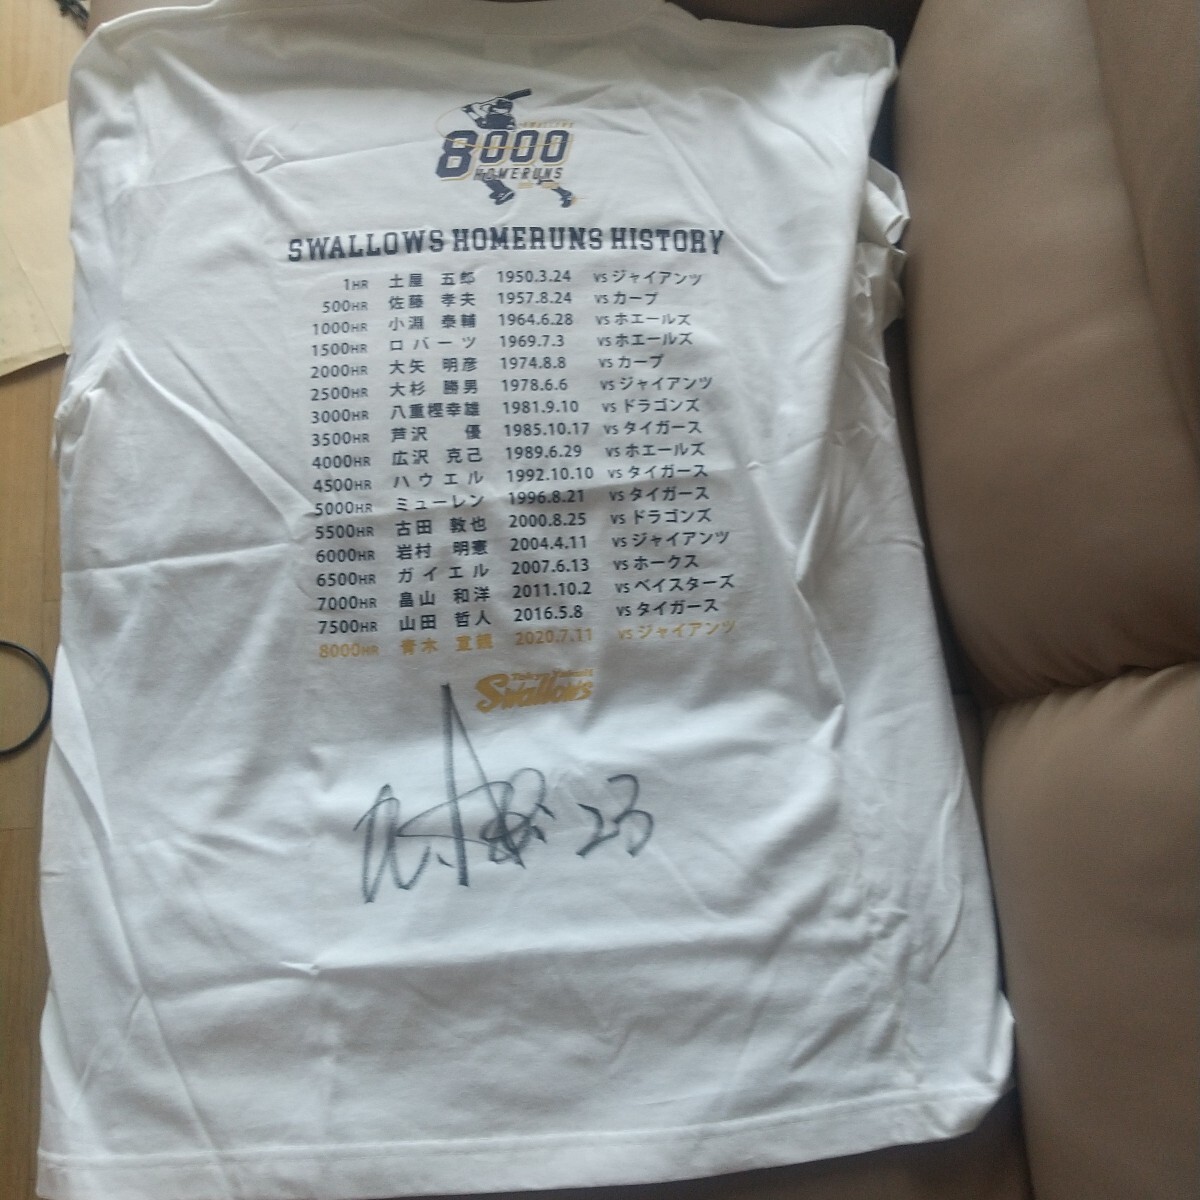 SWALLOWS
8000
HOMERUNS
SWALLOWS HOMERUNS HISTORY
1HR 土屋 五郎 1950.3.24 vs ジャイアンツ
500HR 佐藤 孝夫 1957.8.24 vs カープ
1000HR 小淵 泰輔 1964.6.28 vs ホエールズ
1500HR ロバーツ 1969.7.3 vs ホエールズ
2000HR 大矢 明彦 1974.8.8 vs カープ
2500HR 大杉 勝男 1978.6.6 vs ジャイアンツ
3000HR 八重樫幸雄 1981.9.10 vs ドラゴンズ
3500HR 芦沢 優 1985.10.17 vs タイガース
4000HR 広沢 克己 1989.6.29 vs ホエールズ
4500HR ハウエル 1992.10.10 vs タイガース
5000HR ミューレン 1996.8.21 vs タイガース
5500HR 古田 敦也 2000.8.25 vs ドラゴンズ
6000HR 岩村 明憲 2004.4.11 vs ジャイアンツ
6500HR ガイエル 2007.6.13 vs ホークス
7000HR 畠山 和洋 2011.10.2 vs ベイスターズ
7500HR 山田 哲人 2016.5.8 vs タイガース
8000HR 青木 宣親 2020.7.11 vs ジャイアンツ
Tokyo Yakult
Swallows
23